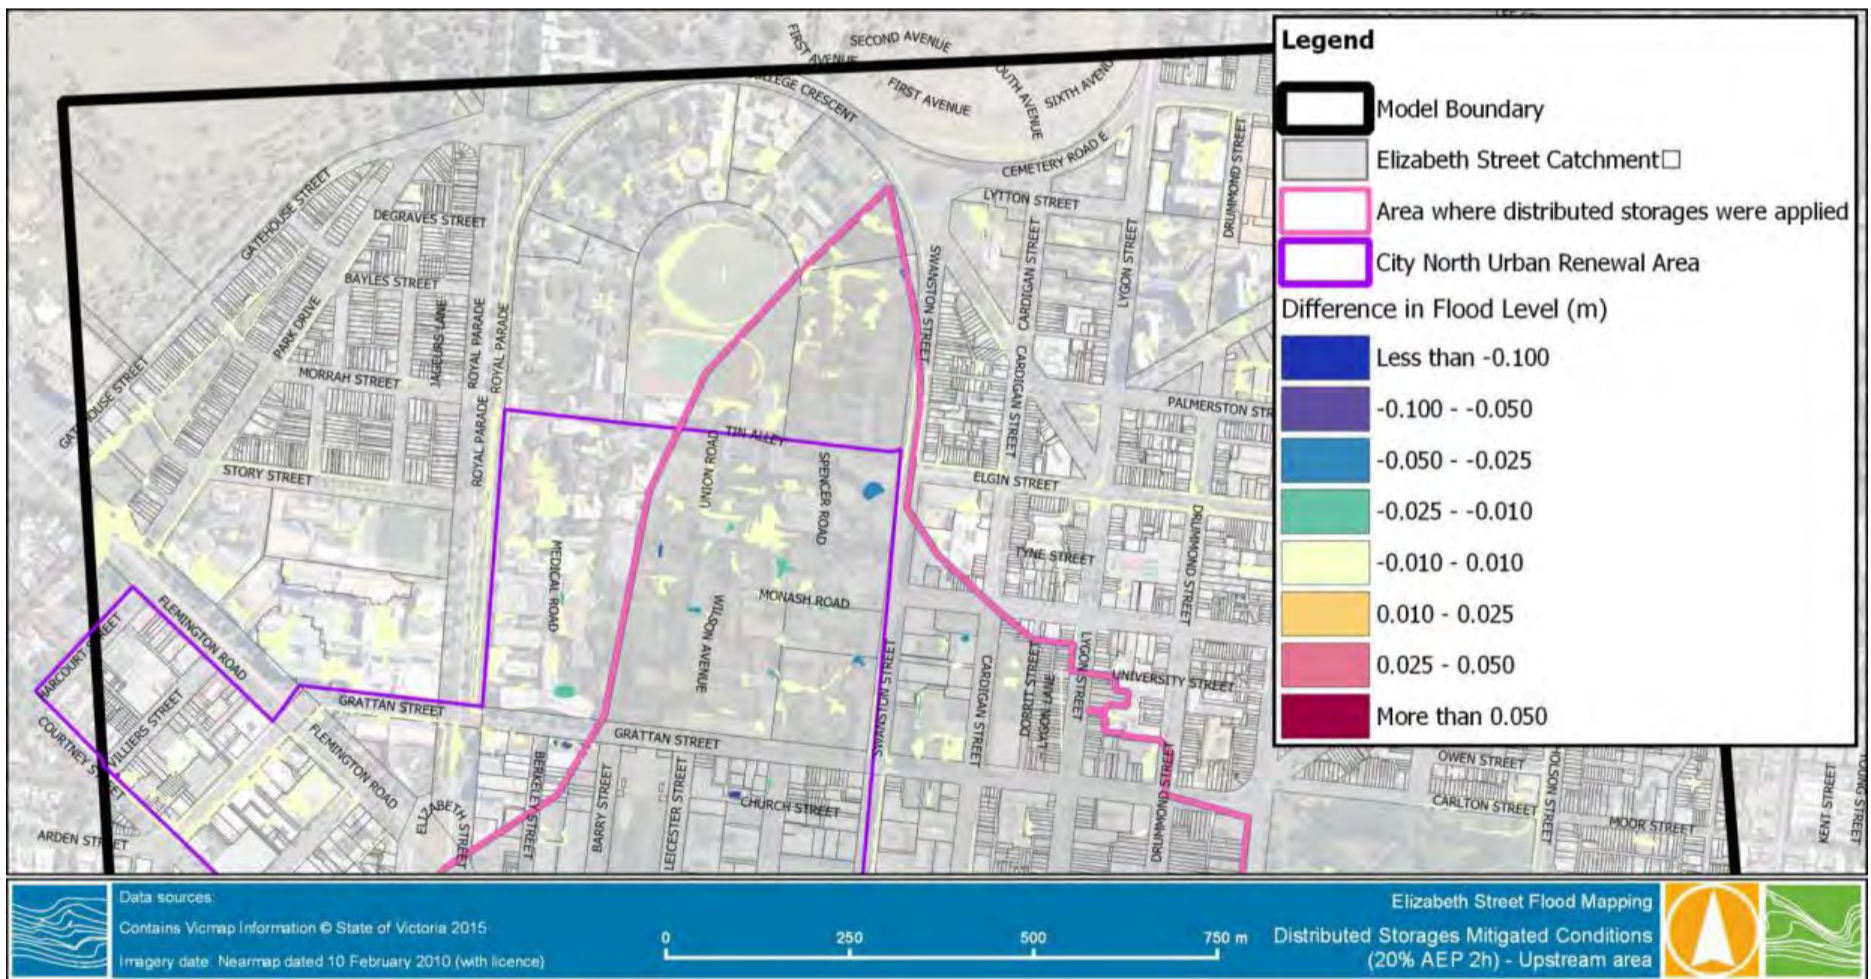 SECOND AVENUE
FIRST AVENUE
FIRST AVENUE
SIXTH AVENUE
COLLEGE CRESCENT
CEMETERY ROAD E
GATEHOUSE STREET
DEGRAVES STREET
LYTTON STREET
DRUMMOND STREET
SWANSTON STREET
CARDIGAN STREET
LYGON STREET
BAYLES STREET
PARK DRIVE
JAGEURS LANE
ROYAL PARADE
ROYAL PARADE
MORRAH STREET
GATEHOUSE STREET
ROYAL PARADE
CARDIGAN STREET
PALMERSTON STR
TIN ALLEY
UNION ROAD
SPENCER ROAD
STORY STREET
ELGIN STREET
DRUMMOND STREET
TYNE STREET
MEDICAL ROAD
MONASH ROAD
WILSON AVENUE
FLEMINGTON ROAD
HARCOURT STREET
VILLIERS STREET
COURTNEY STREET
GRATTAN STREET
FLEMINGTON ROAD
GRATTAN STREET
SWANSTON STREET
CARDIGAN STREET
DORRIT STREET
LYGON LANE
LYGON STREET
UNIVERSITY STREET
DRUMMOND STREET
ELIZABETH STREET
BERKELEY STREET
BARRY STREET
LEICESTER STREET
CHURCH STREET
ARDEN STREET
OWEN STREET
CARLTON STREET
MOOR STREET
KENT STREET
Legend
Model Boundary
Elizabeth Street Catchment
Area where distributed storages were applied
City North Urban Renewal Area
Difference in Flood Level (m)
Less than -0.100
-0.100 - -0.050
-0.050 - -0.025
-0.025 - -0.010
-0.010 - 0.010
0.010 - 0.025
0.025 - 0.050
More than 0.050
Data sources:
Contains Vicmap Information © State of Victoria 2015
Imagery date: Nearmap dated 10 February 2010 (with licence)
0 250 500 750 m
Elizabeth Street Flood Mapping
Distributed Storages Mitigated Conditions
(20% AEP 2h) - Upstream area